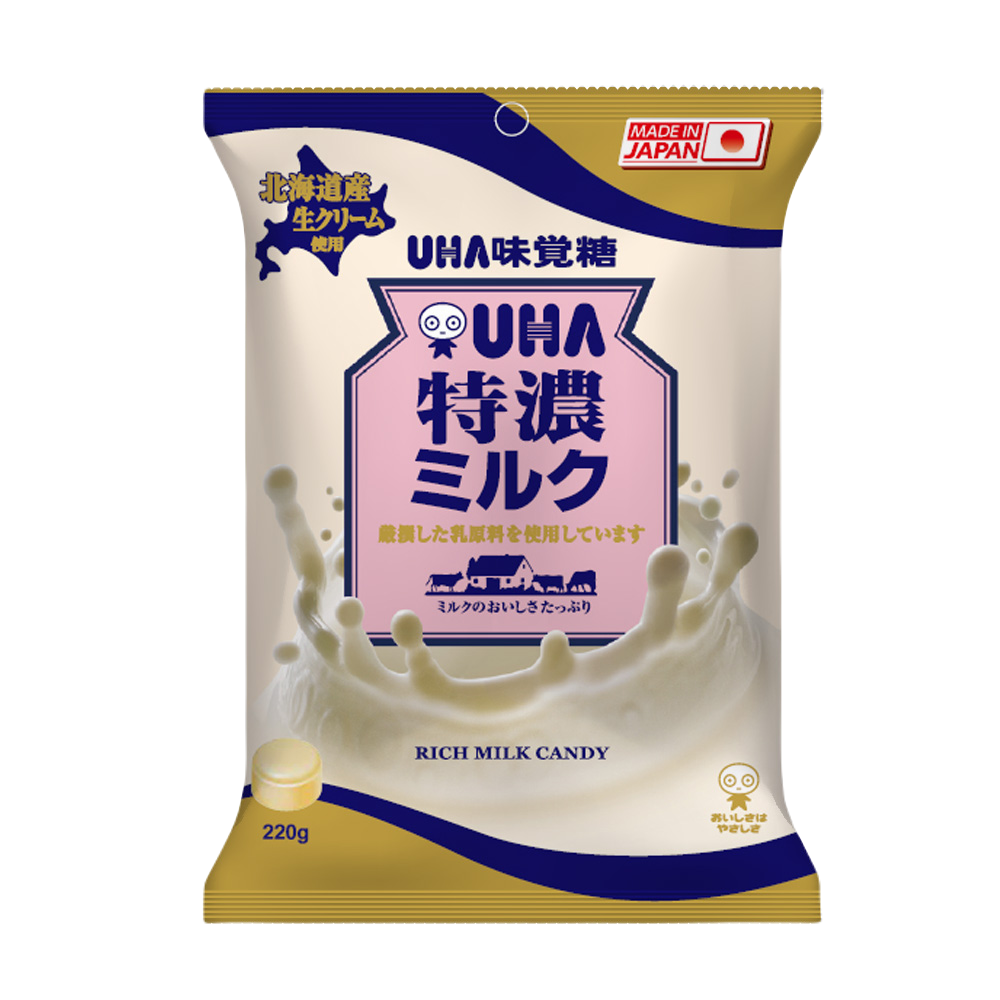 MADE IN
JAPAN
北海道産
生クリーム
使用
UHA味覚糖
UHA
特濃
ミルク
厳撰した乳原料を使用しています
ミルクのおいしさたっぷり
RICH MILK CANDY
220g
おいしさは
やさしさ